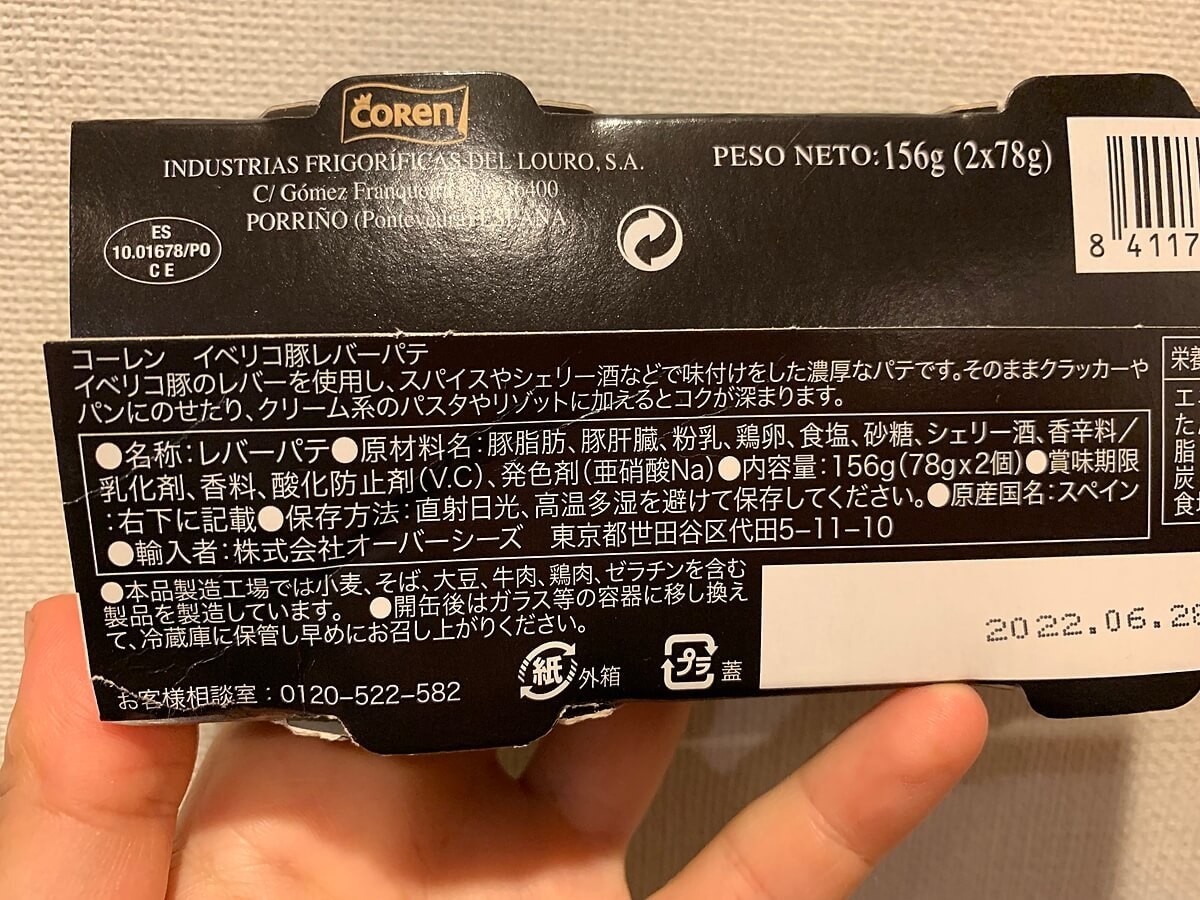 COREN
INDUSTRIAS FRIGORÍFICAS DEL LOURO, S.A.
C/ Gómez Franqueira 36400
PORRIÑO (Pontevedra) ESPAÑA
PESO NETO: 156g (2x78g)
ES
10.01678/PO
C E
8 4117
コーレン　イベリコ豚レバーパテ
イベリコ豚のレバーを使用し、スパイスやシェリー酒などで味付けをした濃厚なパテです。そのままクラッカーや
パンにのせたり、クリーム系のパスタやリゾットに加えるとコクが深まります。
●名称:レバーパテ●原材料名:豚脂肪、豚肝臓、粉乳、鶏卵、食塩、砂糖、シェリー酒、香辛料/
乳化剤、香料、酸化防止剤(V.C)、発色剤(亜硝酸Na)●内容量:156g(78gx2個)●賞味期限
:右下に記載●保存方法:直射日光、高温多湿を避けて保存してください。●原産国名:スペイン
●輸入者:株式会社オーバーシーズ　東京都世田谷区代田5-11-10
●本品製造工場では小麦、そば、大豆、牛肉、鶏肉、ゼラチンを含む
製品を製造しています。 ●開缶後はガラス等の容器に移し換え
て、冷蔵庫に保管し早めにお召し上がりください。
お客様相談室:0120-522-582
紙 外箱
プラ 蓋
2022.06.28
栄養
エネ
たん
脂
炭
食塩